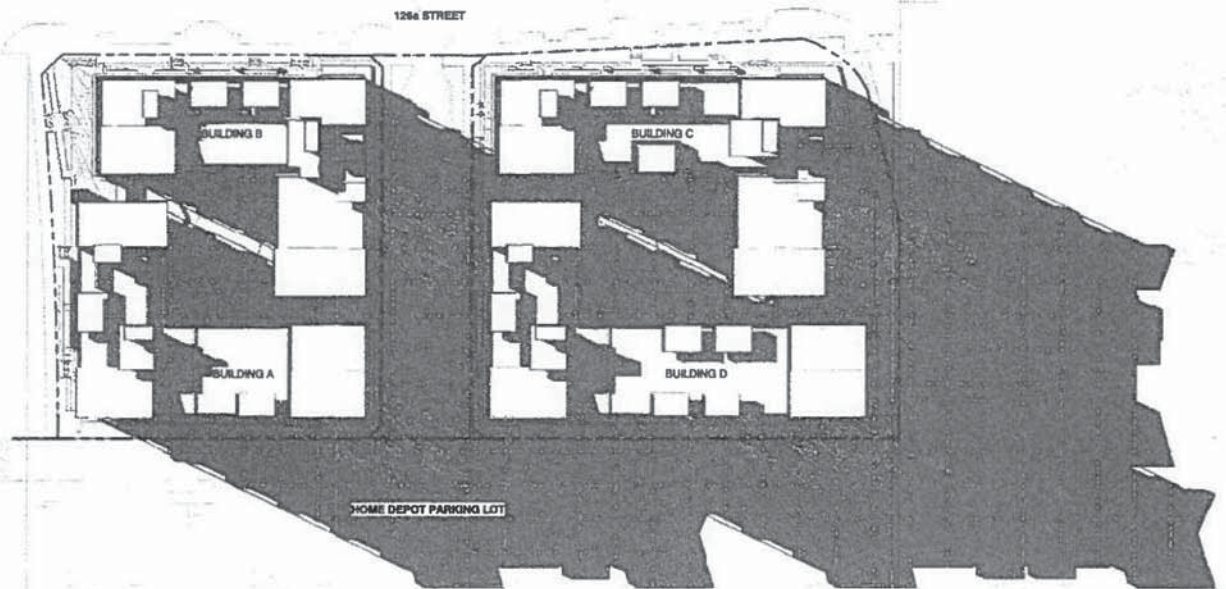 126a STREET
BUILDING B
BUILDING C
BUILDING A
BUILDING D
HOME DEPOT PARKING LOT